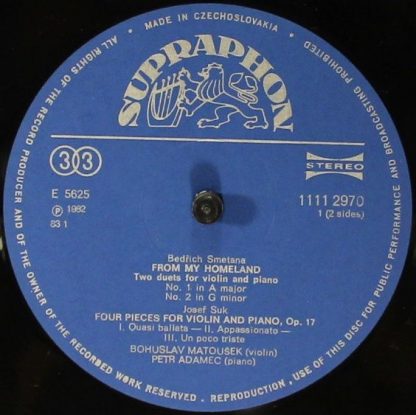 MADE IN CZECHOSLOVAKIA
ALL RIGHTS OF THE RECORD PRODUCER AND OF THE OWNER OF THE RECORDED WORK RESERVED - REPRODUCTION, USE OF THIS DISC FOR PUBLIC PERFORMANCE AND BROADCASTING PROHIBITED
SUPRAPHON
33
STEREO
E 5625
1111 2970
Ⓟ 1982
1 (2 sides)
83 1
Bedřich Smetana
FROM MY HOMELAND
Two duets for violin and piano
No. 1 in A major
No. 2 in G minor
Josef Suk
FOUR PIECES FOR VIOLIN AND PIANO, Op. 17
I. Quasi ballata — II. Appassionato —
III. Un poco triste
BOHUSLAV MATOUŠEK (violin)
PETR ADAMEC (piano)